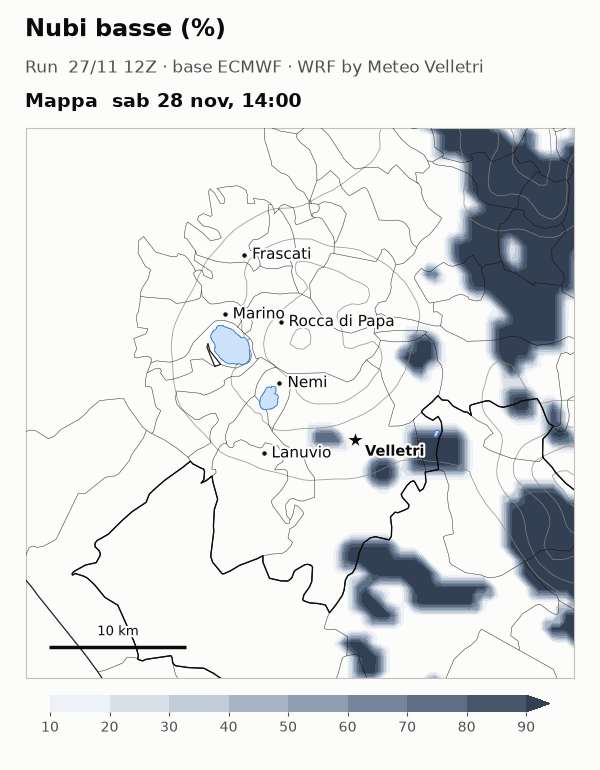 Nubi basse (%)
Run  27/11 12Z · base ECMWF · WRF by Meteo Velletri
Mappa  sab 28 nov, 14:00
Frascati
Marino
Rocca di Papa
Nemi
Velletri
Lanuvio
10 km
10 20 30 40 50 60 70 80 90